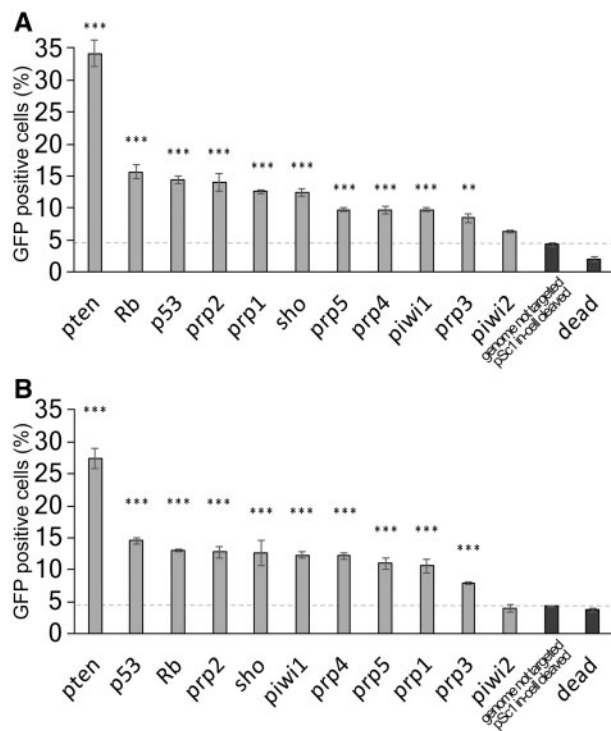 A
GFP positive cells (%)
35
30
25
20
15
10
5
0
*** *** *** *** *** *** *** *** *** **
pten Rb p53 prp2 prp1 sho prp5 prp4 piwi1 prp3 piwi2 genome not targeted dead
pSc1 in-cell cleaved
B
GFP positive cells (%)
35
30
25
20
15
10
5
0
*** *** *** *** *** *** *** *** *** ***
pten p53 Rb prp2 sho piwi1 prp4 prp5 prp1 prp3 piwi2 genome not targeted dead
pSc1 in-cell cleaved